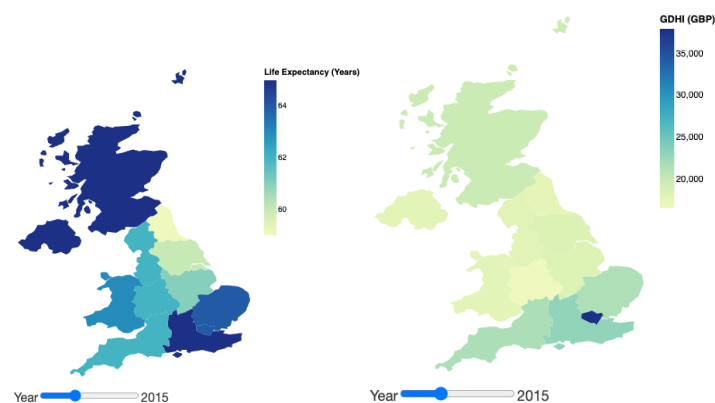 Life Expectancy (Years)
64
62
60
Year 2015
GDHI (GBP)
35,000
30,000
25,000
20,000
Year 2015